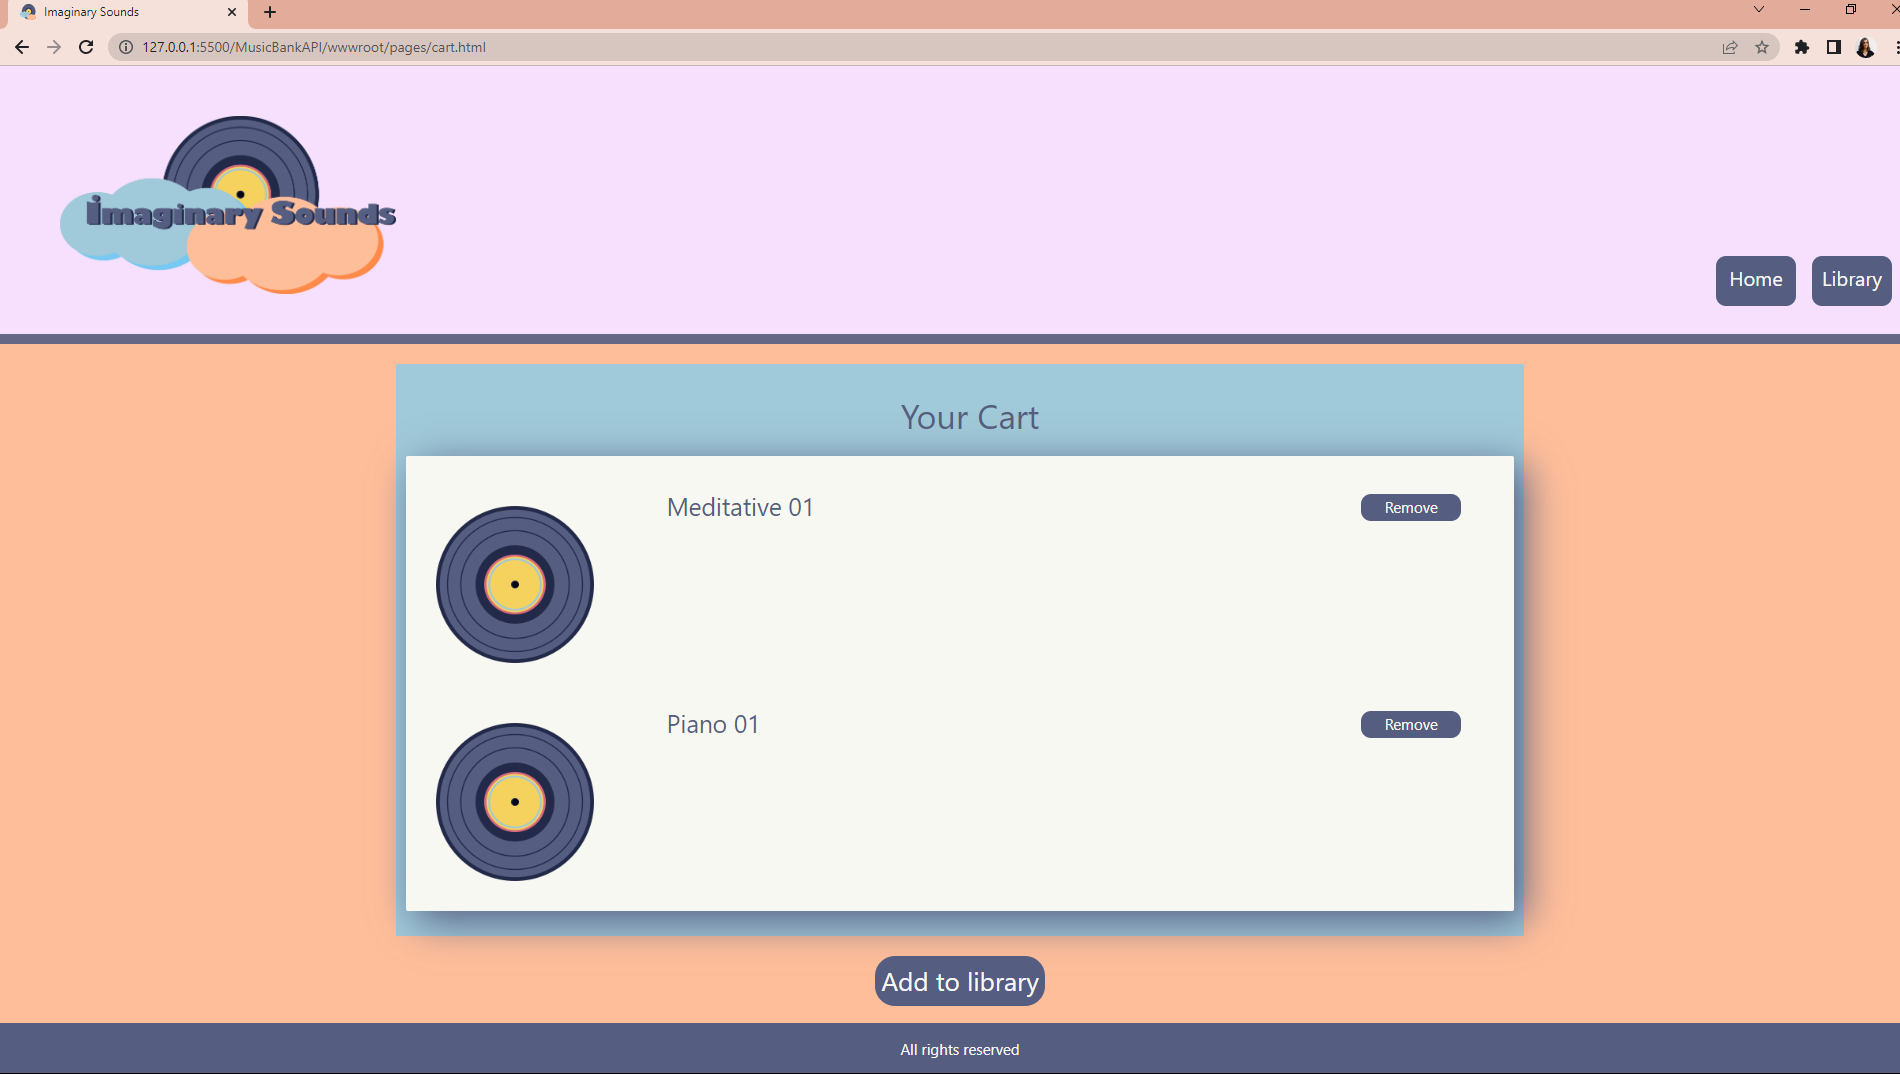 Imaginary Sounds
127.0.0.1:5500/MusicBankAPI/wwwroot/pages/cart.html
Imaginary Sounds
Home Library
Your Cart
Meditative 01 Remove
Piano 01 Remove
Add to library
All rights reserved